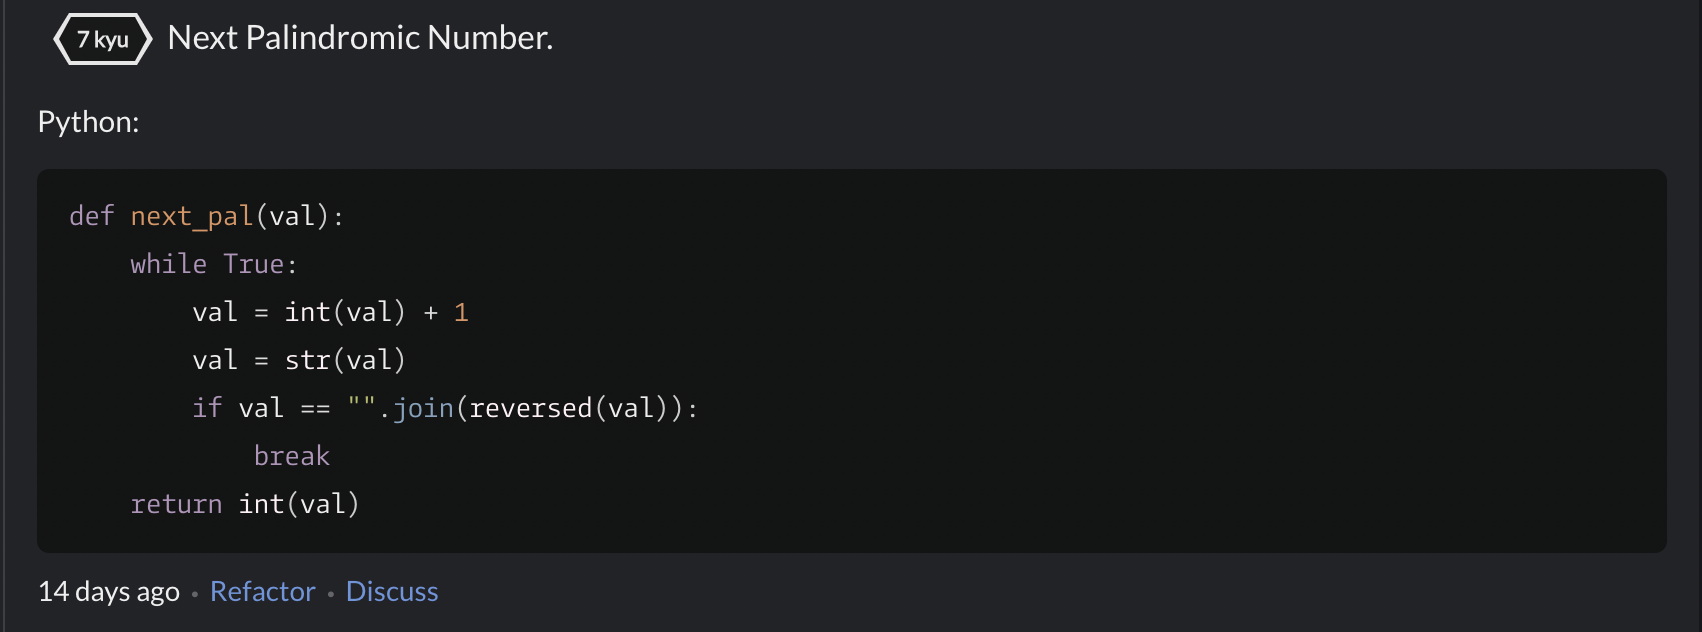 7 kyu Next Palindromic Number.
Python:
def next_pal(val):
    while True:
        val = int(val) + 1
        val = str(val)
        if val == "".join(reversed(val)):
            break
    return int(val)
14 days ago • Refactor • Discuss